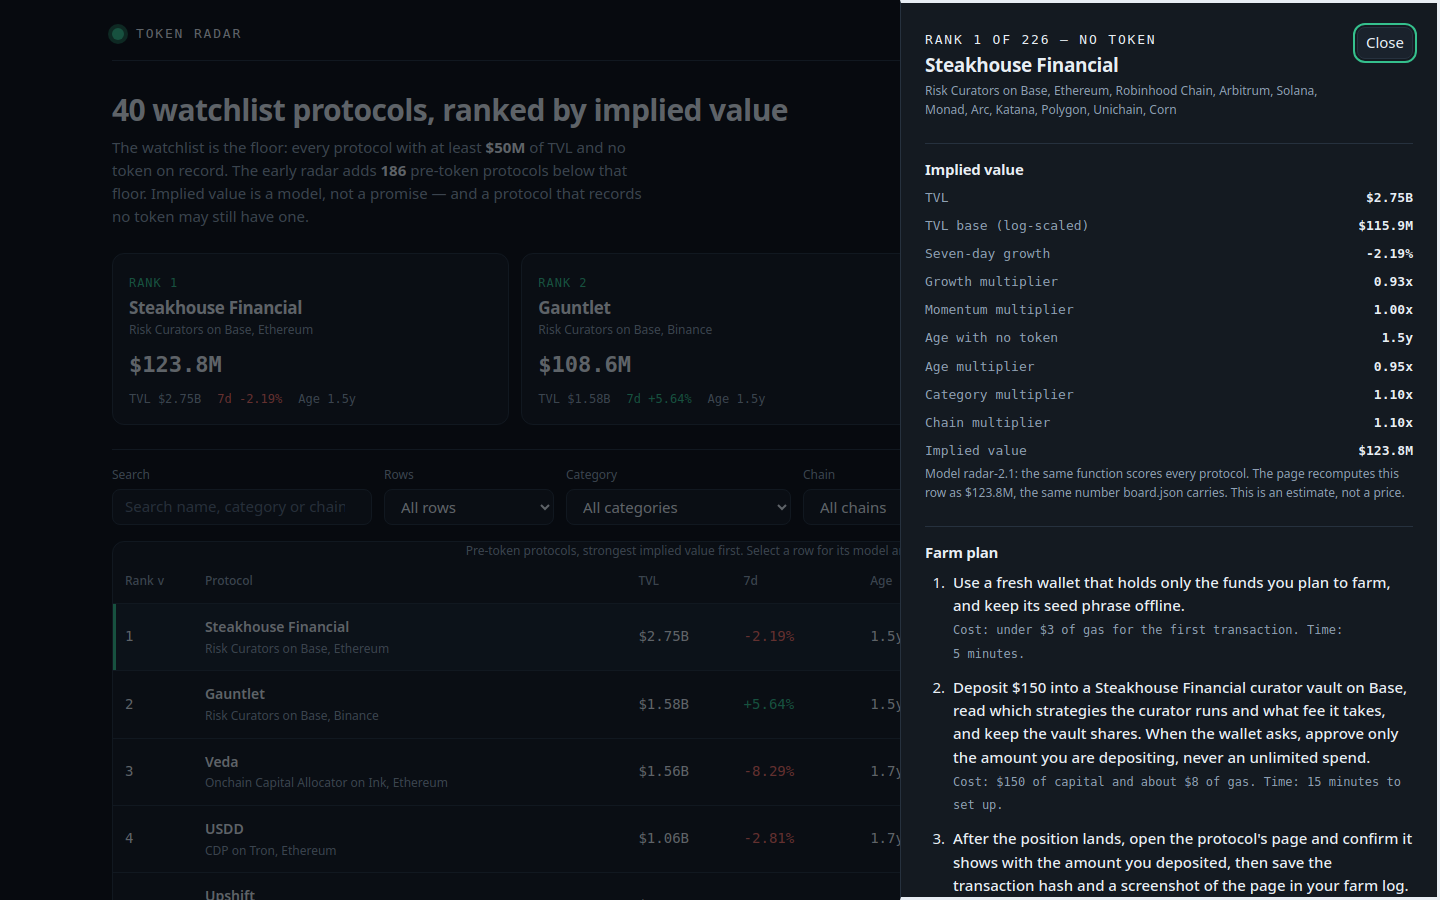 TOKEN RADAR
40 watchlist protocols, ranked by implied value
The watchlist is the floor: every protocol with at least $50M of TVL and no
token on record. The early radar adds 186 pre-token protocols below that
floor. Implied value is a model, not a promise — and a protocol that records
no token may still have one.
RANK 1
Steakhouse Financial
Risk Curators on Base, Ethereum
$123.8M
TVL $2.75B 7d -2.19% Age 1.5y
RANK 2
Gauntlet
Risk Curators on Base, Binance
$108.6M
TVL $1.58B 7d +5.64% Age 1.5y
Search
Rows
Category
Chain
Search name, category or chain
All rows
All categories
All chains
Pre-token protocols, strongest implied value first. Select a row for its model
Rank v Protocol TVL 7d Age
1 Steakhouse Financial $2.75B -2.19% 1.5y
Risk Curators on Base, Ethereum
2 Gauntlet $1.58B +5.64% 1.5y
Risk Curators on Base, Binance
3 Veda $1.56B -8.29% 1.7y
Onchain Capital Allocator on Ink, Ethereum
4 USDD $1.06B -2.81% 1.7y
CDP on Tron, Ethereum
Upshift
RANK 1 OF 226 — NO TOKEN
Close
Steakhouse Financial
Risk Curators on Base, Ethereum, Robinhood Chain, Arbitrum, Solana,
Monad, Arc, Katana, Polygon, Unichain, Corn
Implied value
TVL $2.75B
TVL base (log-scaled) $115.9M
Seven-day growth -2.19%
Growth multiplier 0.93x
Momentum multiplier 1.00x
Age with no token 1.5y
Age multiplier 0.95x
Category multiplier 1.10x
Chain multiplier 1.10x
Implied value $123.8M
Model radar-2.1: the same function scores every protocol. The page recomputes this
row as $123.8M, the same number board.json carries. This is an estimate, not a price.
Farm plan
1. Use a fresh wallet that holds only the funds you plan to farm,
and keep its seed phrase offline.
Cost: under $3 of gas for the first transaction. Time:
5 minutes.
2. Deposit $150 into a Steakhouse Financial curator vault on Base,
read which strategies the curator runs and what fee it takes,
and keep the vault shares. When the wallet asks, approve only
the amount you are depositing, never an unlimited spend.
Cost: $150 of capital and about $8 of gas. Time: 15 minutes to
set up.
3. After the position lands, open the protocol's page and confirm it
shows with the amount you deposited, then save the
transaction hash and a screenshot of the page in your farm log.